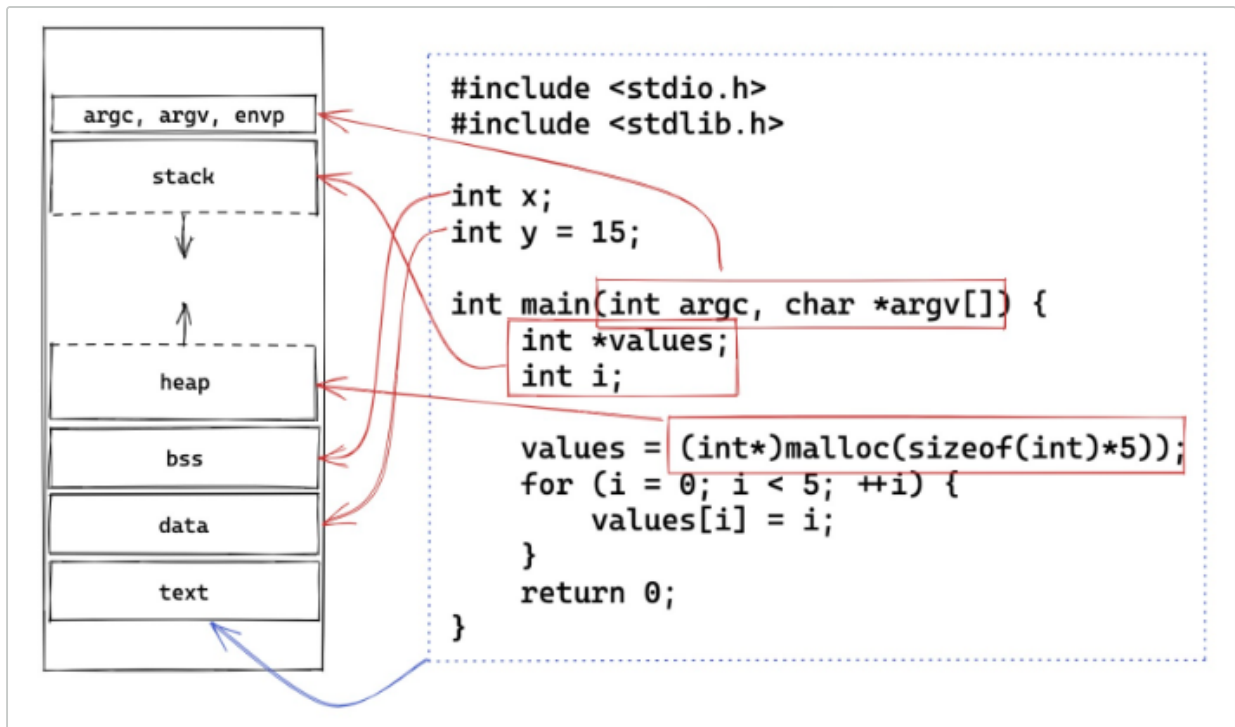 argc, argv, envp
stack
heap
bss
data
text
#include <stdio.h>
#include <stdlib.h>
int x;
int y = 15;
int main(int argc, char *argv[]) {
int *values;
int i;
values = (int*)malloc(sizeof(int)*5));
for (i = 0; i < 5; ++i) {
values[i] = i;
}
return 0;
}